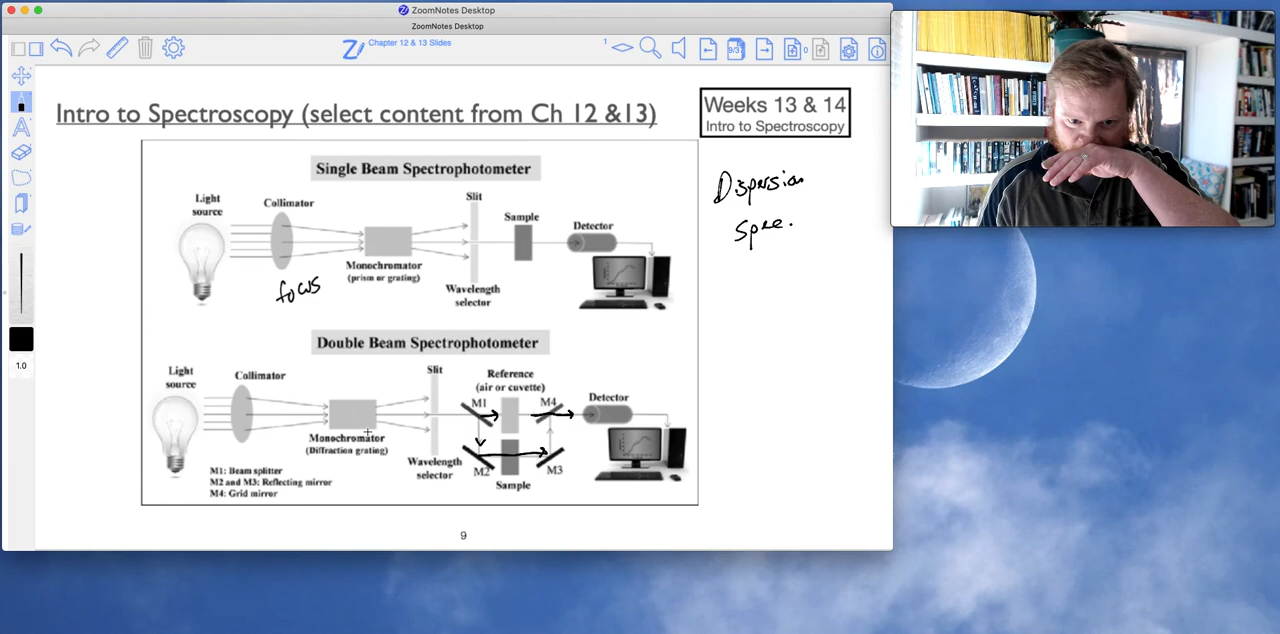 ZoomNotes Desktop
ZoomNotes Desktop
Chapter 12 & 13 Slides
1
9/31
0
1.0
Intro to Spectroscopy (select content from Ch 12 &13)
Weeks 13 & 14
Intro to Spectroscopy
Dispersion
Spec.
Single Beam Spectrophotometer
Light
source
Collimator
focus
Monochromator
(prism or grating)
Slit
Wavelength
selector
Sample
Detector
Double Beam Spectrophotometer
Light
source
Collimator
Monochromator
(Diffraction grating)
Slit
Wavelength
selector
Reference
(air or cuvette)
M1
M4
M2
M3
Sample
Detector
M1: Beam splitter
M2 and M3: Reflecting mirror
M4: Grid mirror
9